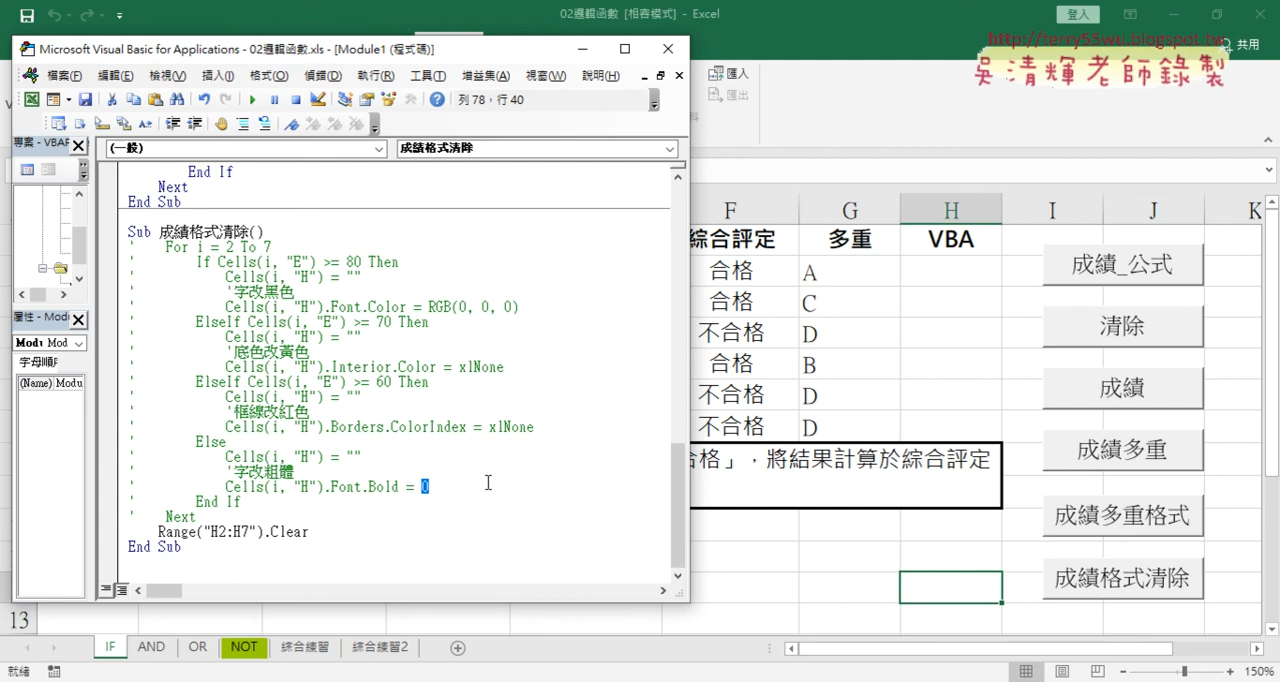 02邏輯函數 [相容模式] - Excel
登入
http://terry55wu.blogspot.tw
吳清輝老師錄製
共用
Microsoft Visual Basic for Applications - 02邏輯函數.xls - [Module1 (程式碼)]
檔案(F) 編輯(E) 檢視(V) 插入(I) 格式(O) 偵錯(D) 執行(R) 工具(T) 增益集(A) 視窗(W) 說明(H)
列 78，行 40
匯入
匯出
專案 - VBAP
(一般)
成績格式清除
End If
Next
End Sub
Sub 成績格式清除()
' For i = 2 To 7
' If Cells(i, "E") >= 80 Then
' Cells(i, "H") = ""
' '字改黑色
' Cells(i, "H").Font.Color = RGB(0, 0, 0)
' ElseIf Cells(i, "E") >= 70 Then
' Cells(i, "H") = ""
' '底色改黃色
' Cells(i, "H").Interior.Color = xlNone
' ElseIf Cells(i, "E") >= 60 Then
' Cells(i, "H") = ""
' '框線改紅色
' Cells(i, "H").Borders.ColorIndex = xlNone
' Else
' Cells(i, "H") = ""
' '字改粗體
' Cells(i, "H").Font.Bold = 0
' End If
' Next
Range("H2:H7").Clear
End Sub
屬性 - Modu
Modu Mod
字母順序
(Name) Modu
F G H I J K
綜合評定 多重 VBA
合格 A
合格 C
不合格 D
合格 B
不合格 D
不合格 D
合格」，將結果計算於綜合評定
成績_公式
清除
成績
成績多重
成績多重格式
成績格式清除
13
IF AND OR NOT 綜合練習 綜合練習2
就緒
150%